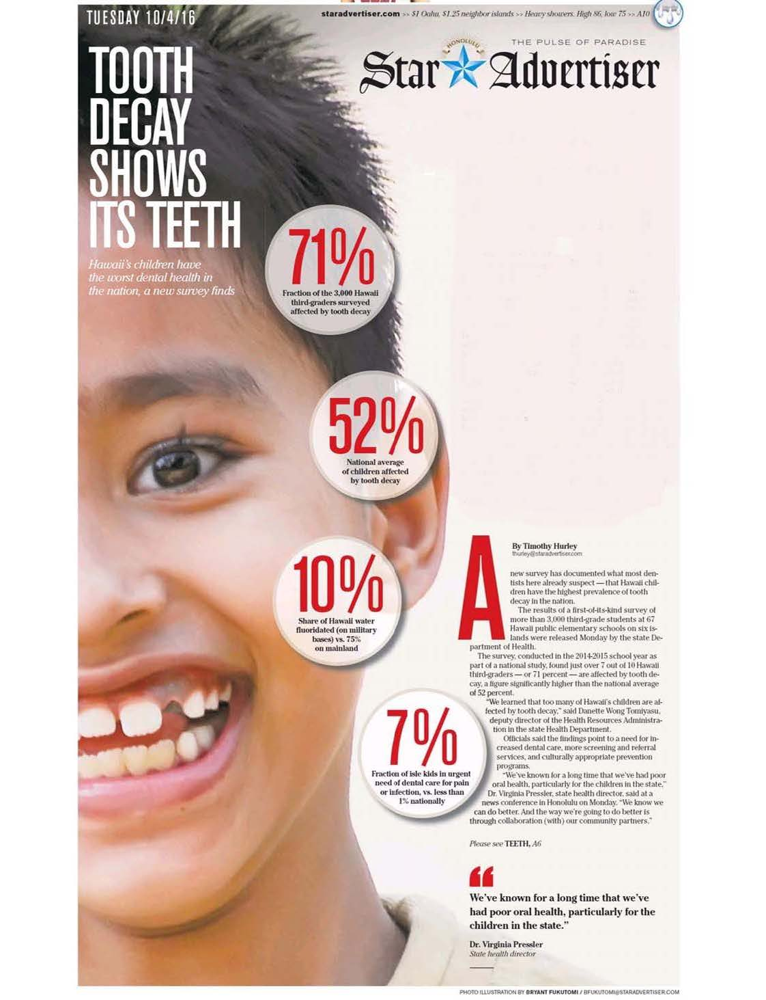 TUESDAY 10/4/16
staradvertiser.com >> $1 Oahu, $1.25 neighbor islands >> Heavy showers. High 86, low 75 >> A10
THE PULSE OF PARADISE
HONOLULU
Star Advertiser
TOOTH
DECAY
SHOWS
ITS TEETH
Hawaii's children have
the worst dental health in
the nation, a new survey finds
71%
Fraction of the 3,000 Hawaii
third-graders surveyed
affected by tooth decay
52%
National average
of children affected
by tooth decay
10%
Share of Hawaii water
fluoridated (on military
bases) vs. 75%
on mainland
7%
Fraction of isle kids in urgent
need of dental care for pain
or infection, vs. less than
1% nationally
By Timothy Hurley
thurley@staradvertiser.com
A
new survey has documented what most den-
tists here already suspect — that Hawaii chil-
dren have the highest prevalence of tooth
decay in the nation.
The results of a first-of-its-kind survey of
more than 3,000 third-grade students at 67
Hawaii public elementary schools on six is-
lands were released Monday by the state De-
partment of Health.
The survey, conducted in the 2014-2015 school year as
part of a national study, found just over 7 out of 10 Hawaii
third-graders — or 71 percent — are affected by tooth de-
cay, a figure significantly higher than the national average
of 52 percent.
"We learned that too many of Hawaii's children are af-
fected by tooth decay," said Danette Wong Tomiyasu,
deputy director of the Health Resources Administra-
tion in the state Health Department.
Officials said the findings point to a need for in-
creased dental care, more screening and referral
services, and culturally appropriate prevention
programs.
"We've known for a long time that we've had poor
oral health, particularly for the children in the state,"
Dr. Virginia Pressler, state health director, said at a
news conference in Honolulu on Monday. "We know we
can do better. And the way we're going to do better is
through collaboration (with) our community partners."
Please see TEETH, A6
“
We've known for a long time that we've
had poor oral health, particularly for the
children in the state."
Dr. Virginia Pressler
State health director
PHOTO ILLUSTRATION BY BRYANT FUKUTOMI / BFUKUTOMI@STARADVERTISER.COM